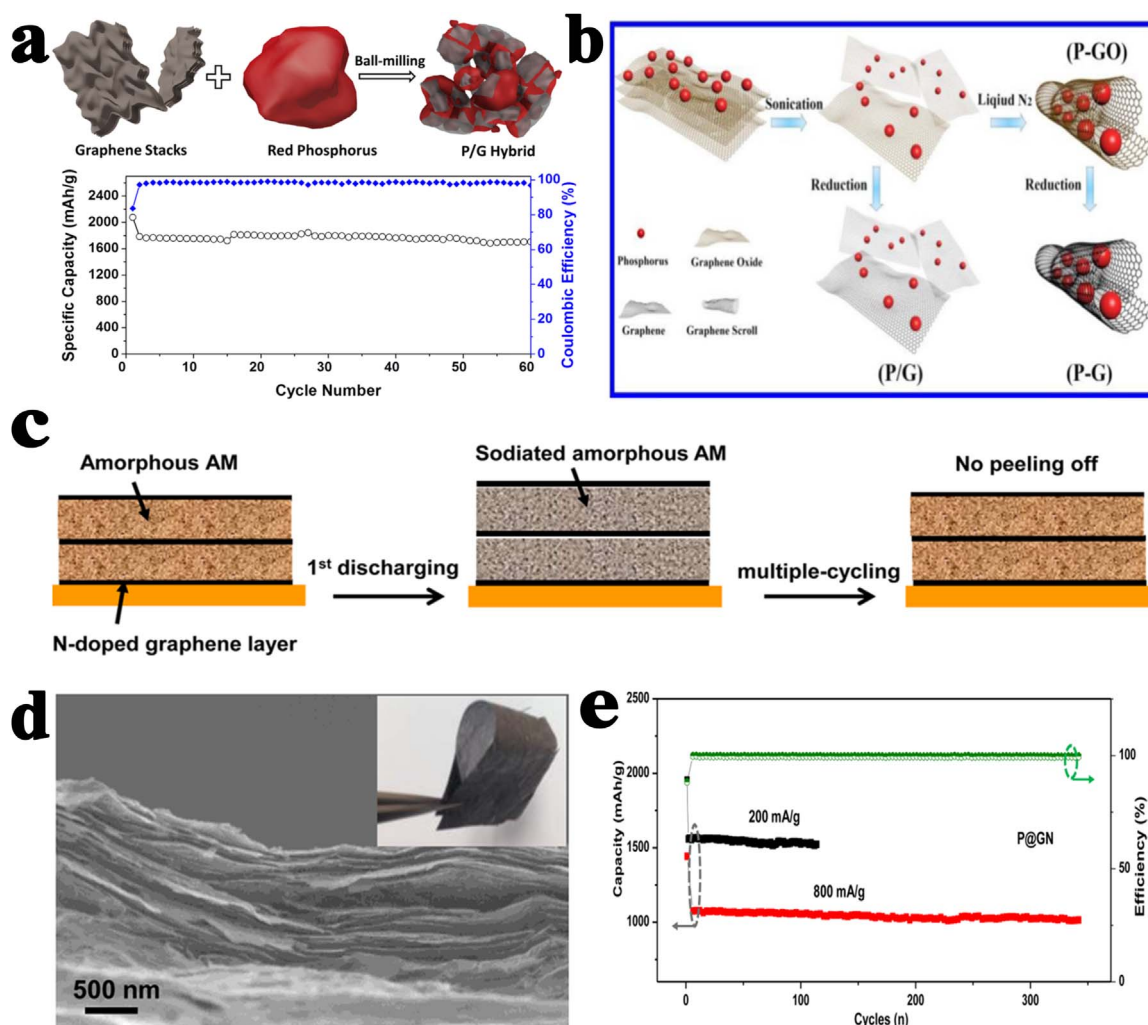 a
Ball-milling
Graphene Stacks
Red Phosphorus
P/G Hybrid
Specific Capacity (mAh/g)
2400
2000
1600
1200
800
400
0
100
80
60
40
20
0
Coulombic Efficiency (%)
0
10
20
30
40
50
60
Cycle Number
b
(P-GO)
Sonication
Liqiud N2
Reduction
Reduction
Phosphorus
Graphene Oxide
Graphene
Graphene Scroll
(P/G)
(P-G)
c
Amorphous AM
Sodiated amorphous AM
No peeling off
1st discharging
multiple-cycling
N-doped graphene layer
d
500 nm
e
Capacity (mAh/g)
2500
2000
1500
1000
200 mA/g
P@GN
800 mA/g
100
50
0
Efficiency (%)
0
100
200
300
Cycles (n)